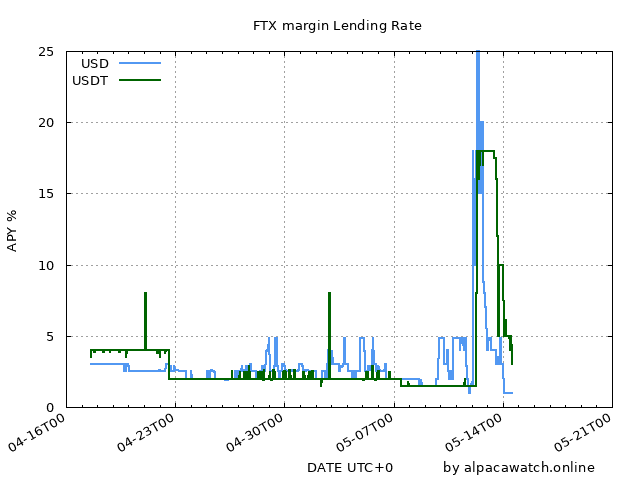 FTX margin Lending Rate
25
USD
USDT
20
15
APY %
10
5
0
04-16T00 04-23T00 04-30T00 05-07T00 05-14T00 05-21T00
DATE UTC+0 by alpacawatch.online